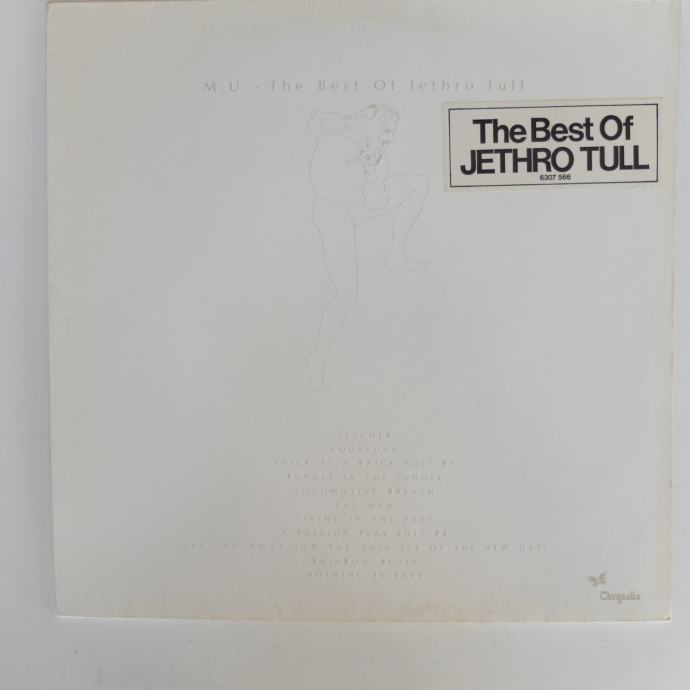 M.U. - The Best Of Jethro Tull
The Best Of
JETHRO TULL
6307 566
TEACHER
AQUALUNG
THICK AS A BRICK EDIT #1
BUNGLE IN THE JUNGLE
LOCOMOTIVE BREATH
FAT MAN
LIVING IN THE PAST
A PASSION PLAY EDIT #8
SKATING AWAY (ON THE THIN ICE OF THE NEW DAY)
RAINBOW BLUES
NOTHING IS EASY
Chrysalis